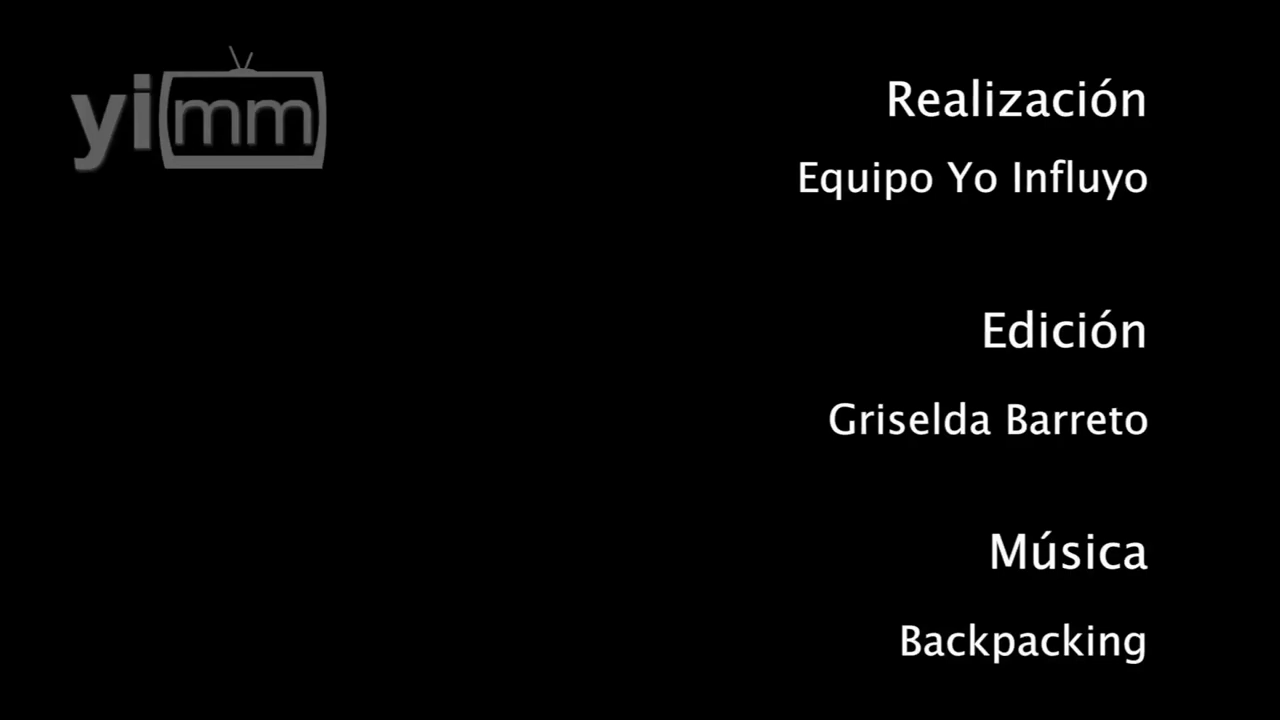 yimm
Realización
Equipo Yo Influyo
Edición
Griselda Barreto
Música
Backpacking